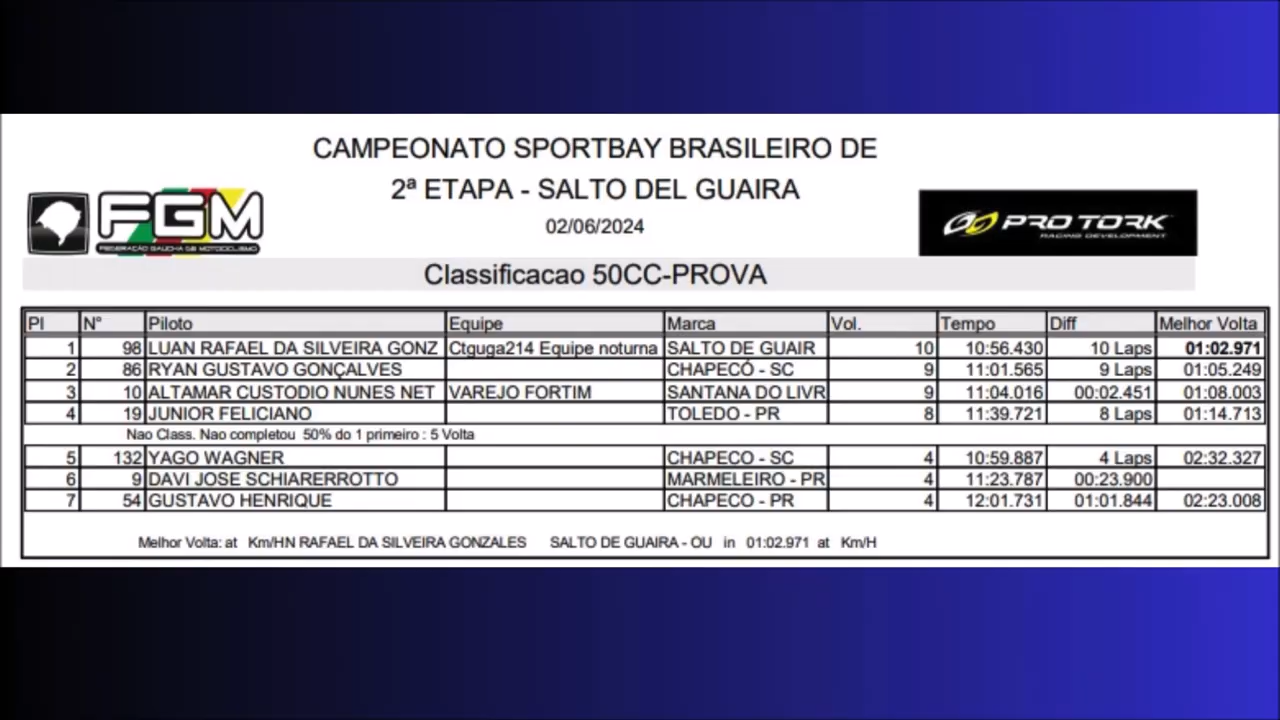 CAMPEONATO SPORTBAY BRASILEIRO DE
2ª ETAPA - SALTO DEL GUAIRA
02/06/2024
FGM
FEDERAÇÃO GAUCHA DE MOTOCICLISMO
PRO TORK
RACING DEVELOPMENT
Classificacao 50CC-PROVA
Pl N° Piloto Equipe Marca Vol. Tempo Diff Melhor Volta
1 98 LUAN RAFAEL DA SILVEIRA GONZ Ctguga214 Equipe noturna SALTO DE GUAIR 10 10:56.430 10 Laps 01:02.971
2 86 RYAN GUSTAVO GONÇALVES CHAPECÓ - SC 9 11:01.565 9 Laps 01:05.249
3 10 ALTAMAR CUSTODIO NUNES NET VAREJO FORTIM SANTANA DO LIVR 9 11:04.016 00:02.451 01:08.003
4 19 JUNIOR FELICIANO TOLEDO - PR 8 11:39.721 8 Laps 01:14.713
Nao Class. Nao completou 50% do 1 primeiro : 5 Volta
5 132 YAGO WAGNER CHAPECO - SC 4 10:59.887 4 Laps 02:32.327
6 9 DAVI JOSE SCHIARERROTTO MARMELEIRO - PR 4 11:23.787 00:23.900
7 54 GUSTAVO HENRIQUE CHAPECO - PR 4 12:01.731 01:01.844 02:23.008
Melhor Volta: at Km/HN RAFAEL DA SILVEIRA GONZALES SALTO DE GUAIRA - OU in 01:02.971 at Km/H